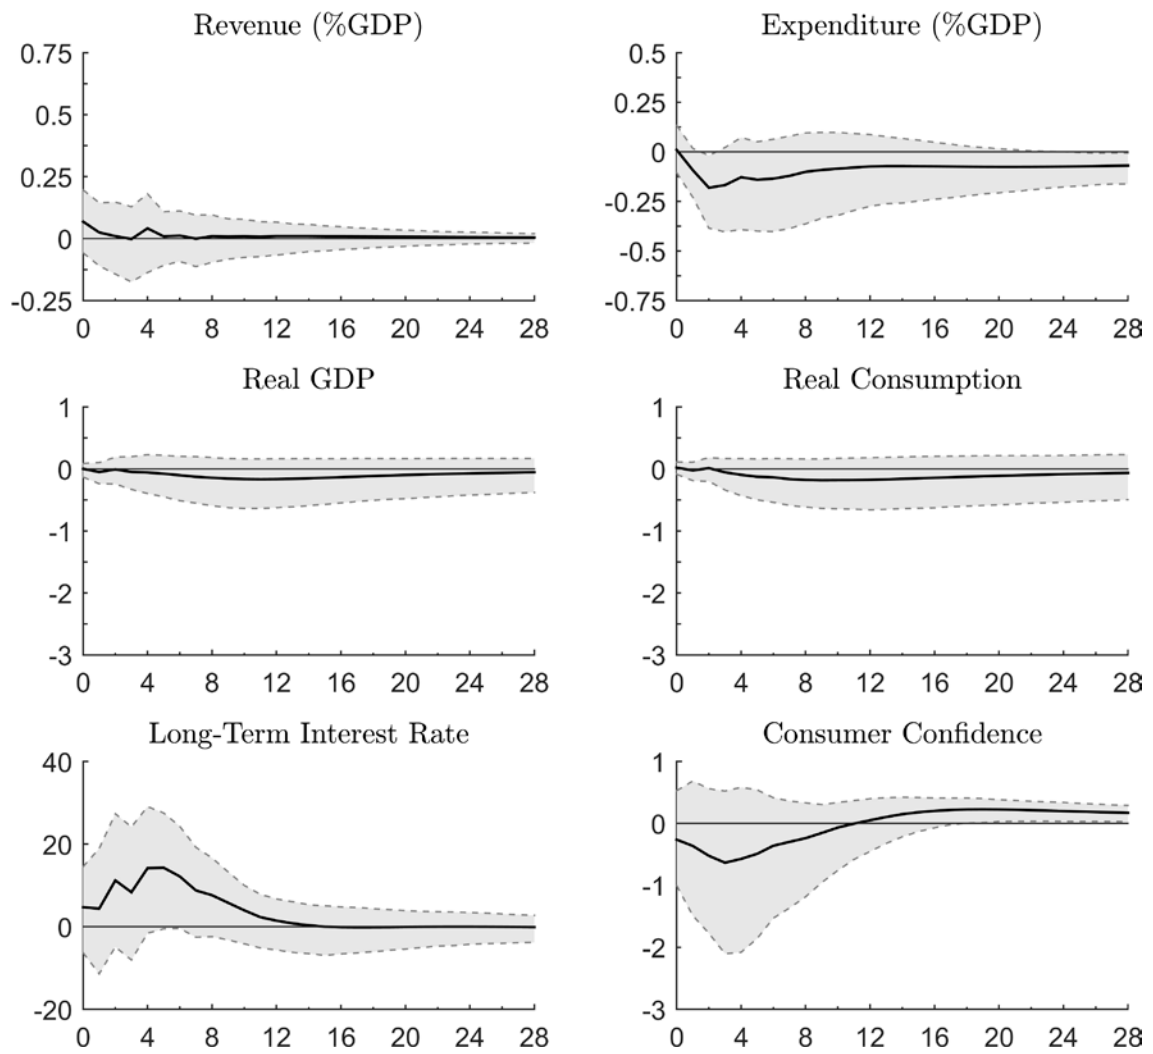 Revenue (%GDP)
0.75
0.5
0.25
0
-0.25
0 4 8 12 16 20 24 28
Expenditure (%GDP)
0.5
0.25
0
-0.25
-0.5
-0.75
0 4 8 12 16 20 24 28
Real GDP
1
0
-1
-2
-3
0 4 8 12 16 20 24 28
Real Consumption
1
0
-1
-2
-3
0 4 8 12 16 20 24 28
Long-Term Interest Rate
40
20
0
-20
0 4 8 12 16 20 24 28
Consumer Confidence
1
0
-1
-2
-3
0 4 8 12 16 20 24 28